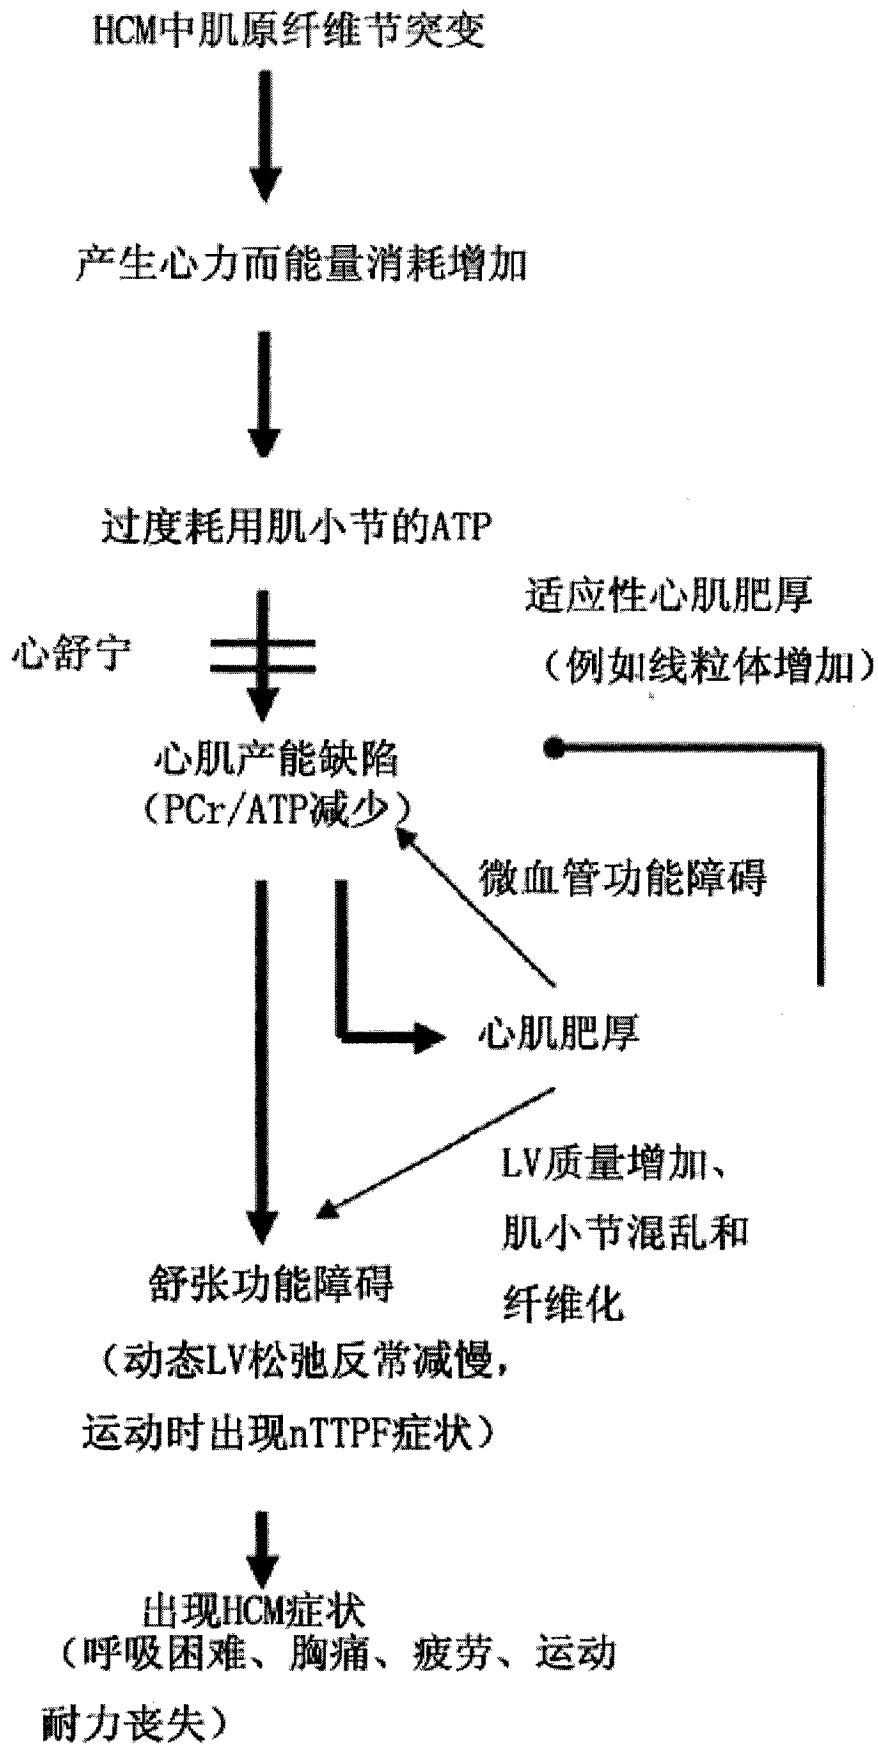 HCM中肌原纤维节突变
产生心力而能量消耗增加
过度耗用肌小节的ATP
适应性心肌肥厚
（例如线粒体增加）
心舒宁
心肌产能缺陷
（PCr/ATP减少）
微血管功能障碍
心肌肥厚
LV质量增加、
肌小节混乱和
纤维化
舒张功能障碍
（动态LV松弛反常减慢，
运动时出现nTTPF症状）
出现HCM症状
（呼吸困难、胸痛、疲劳、运动
耐力丧失）